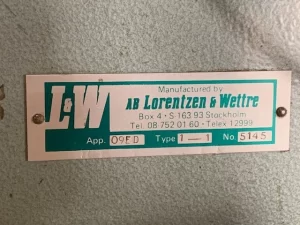 L&W
Manufactured by
AB Lorentzen & Wettre
Box 4 · S 163 93 Stockholm
Tel. 08 752 01 60 · Telex 12999
App. 09ED Type 1-1 No. 5145